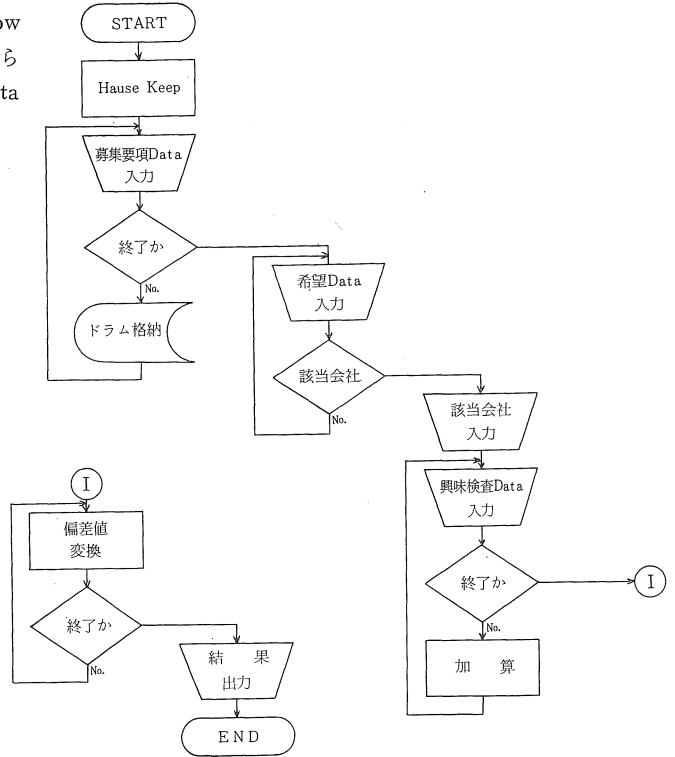 ow
ら
ta
START
Hause Keep
募集要項Data
入力
終了か
No.
ドラム格納
希望Data
入力
該当会社
No.
該当会社
入力
興味検査Data
入力
終了か
I
No.
加 算
I
偏差値
変換
終了か
No.
結 果
出力
END